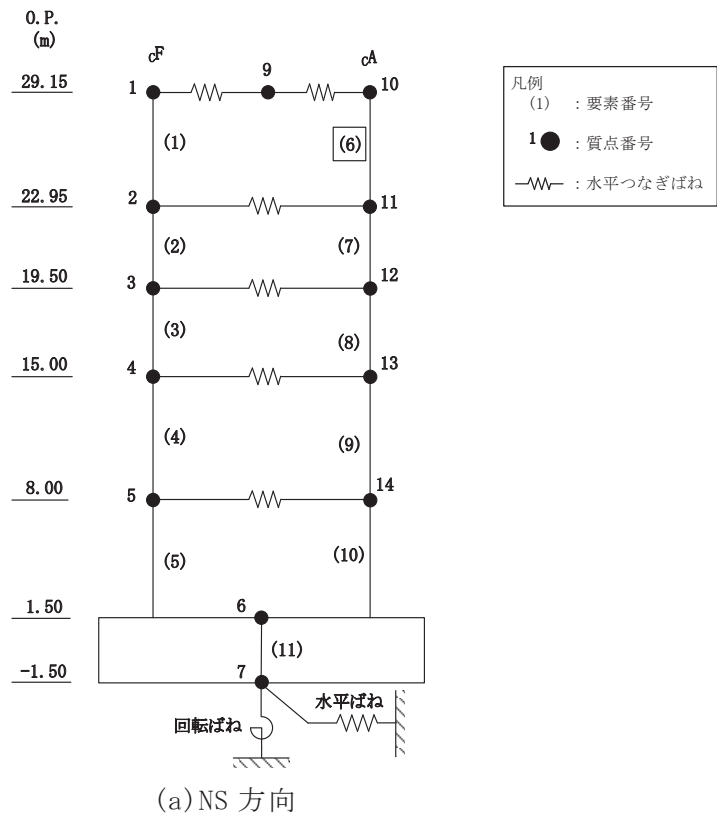 O.P.
(m)
cF
cA
29.15
1
9
10
(1)
(6)
22.95
2
11
(2)
(7)
19.50
3
12
(3)
(8)
15.00
4
13
(4)
(9)
8.00
5
14
(5)
(10)
1.50
6
(11)
-1.50
7
水平ばね
回転ばね
凡例
(1) : 要素番号
1 : 質点番号
: 水平つなぎばね
(a)NS 方向